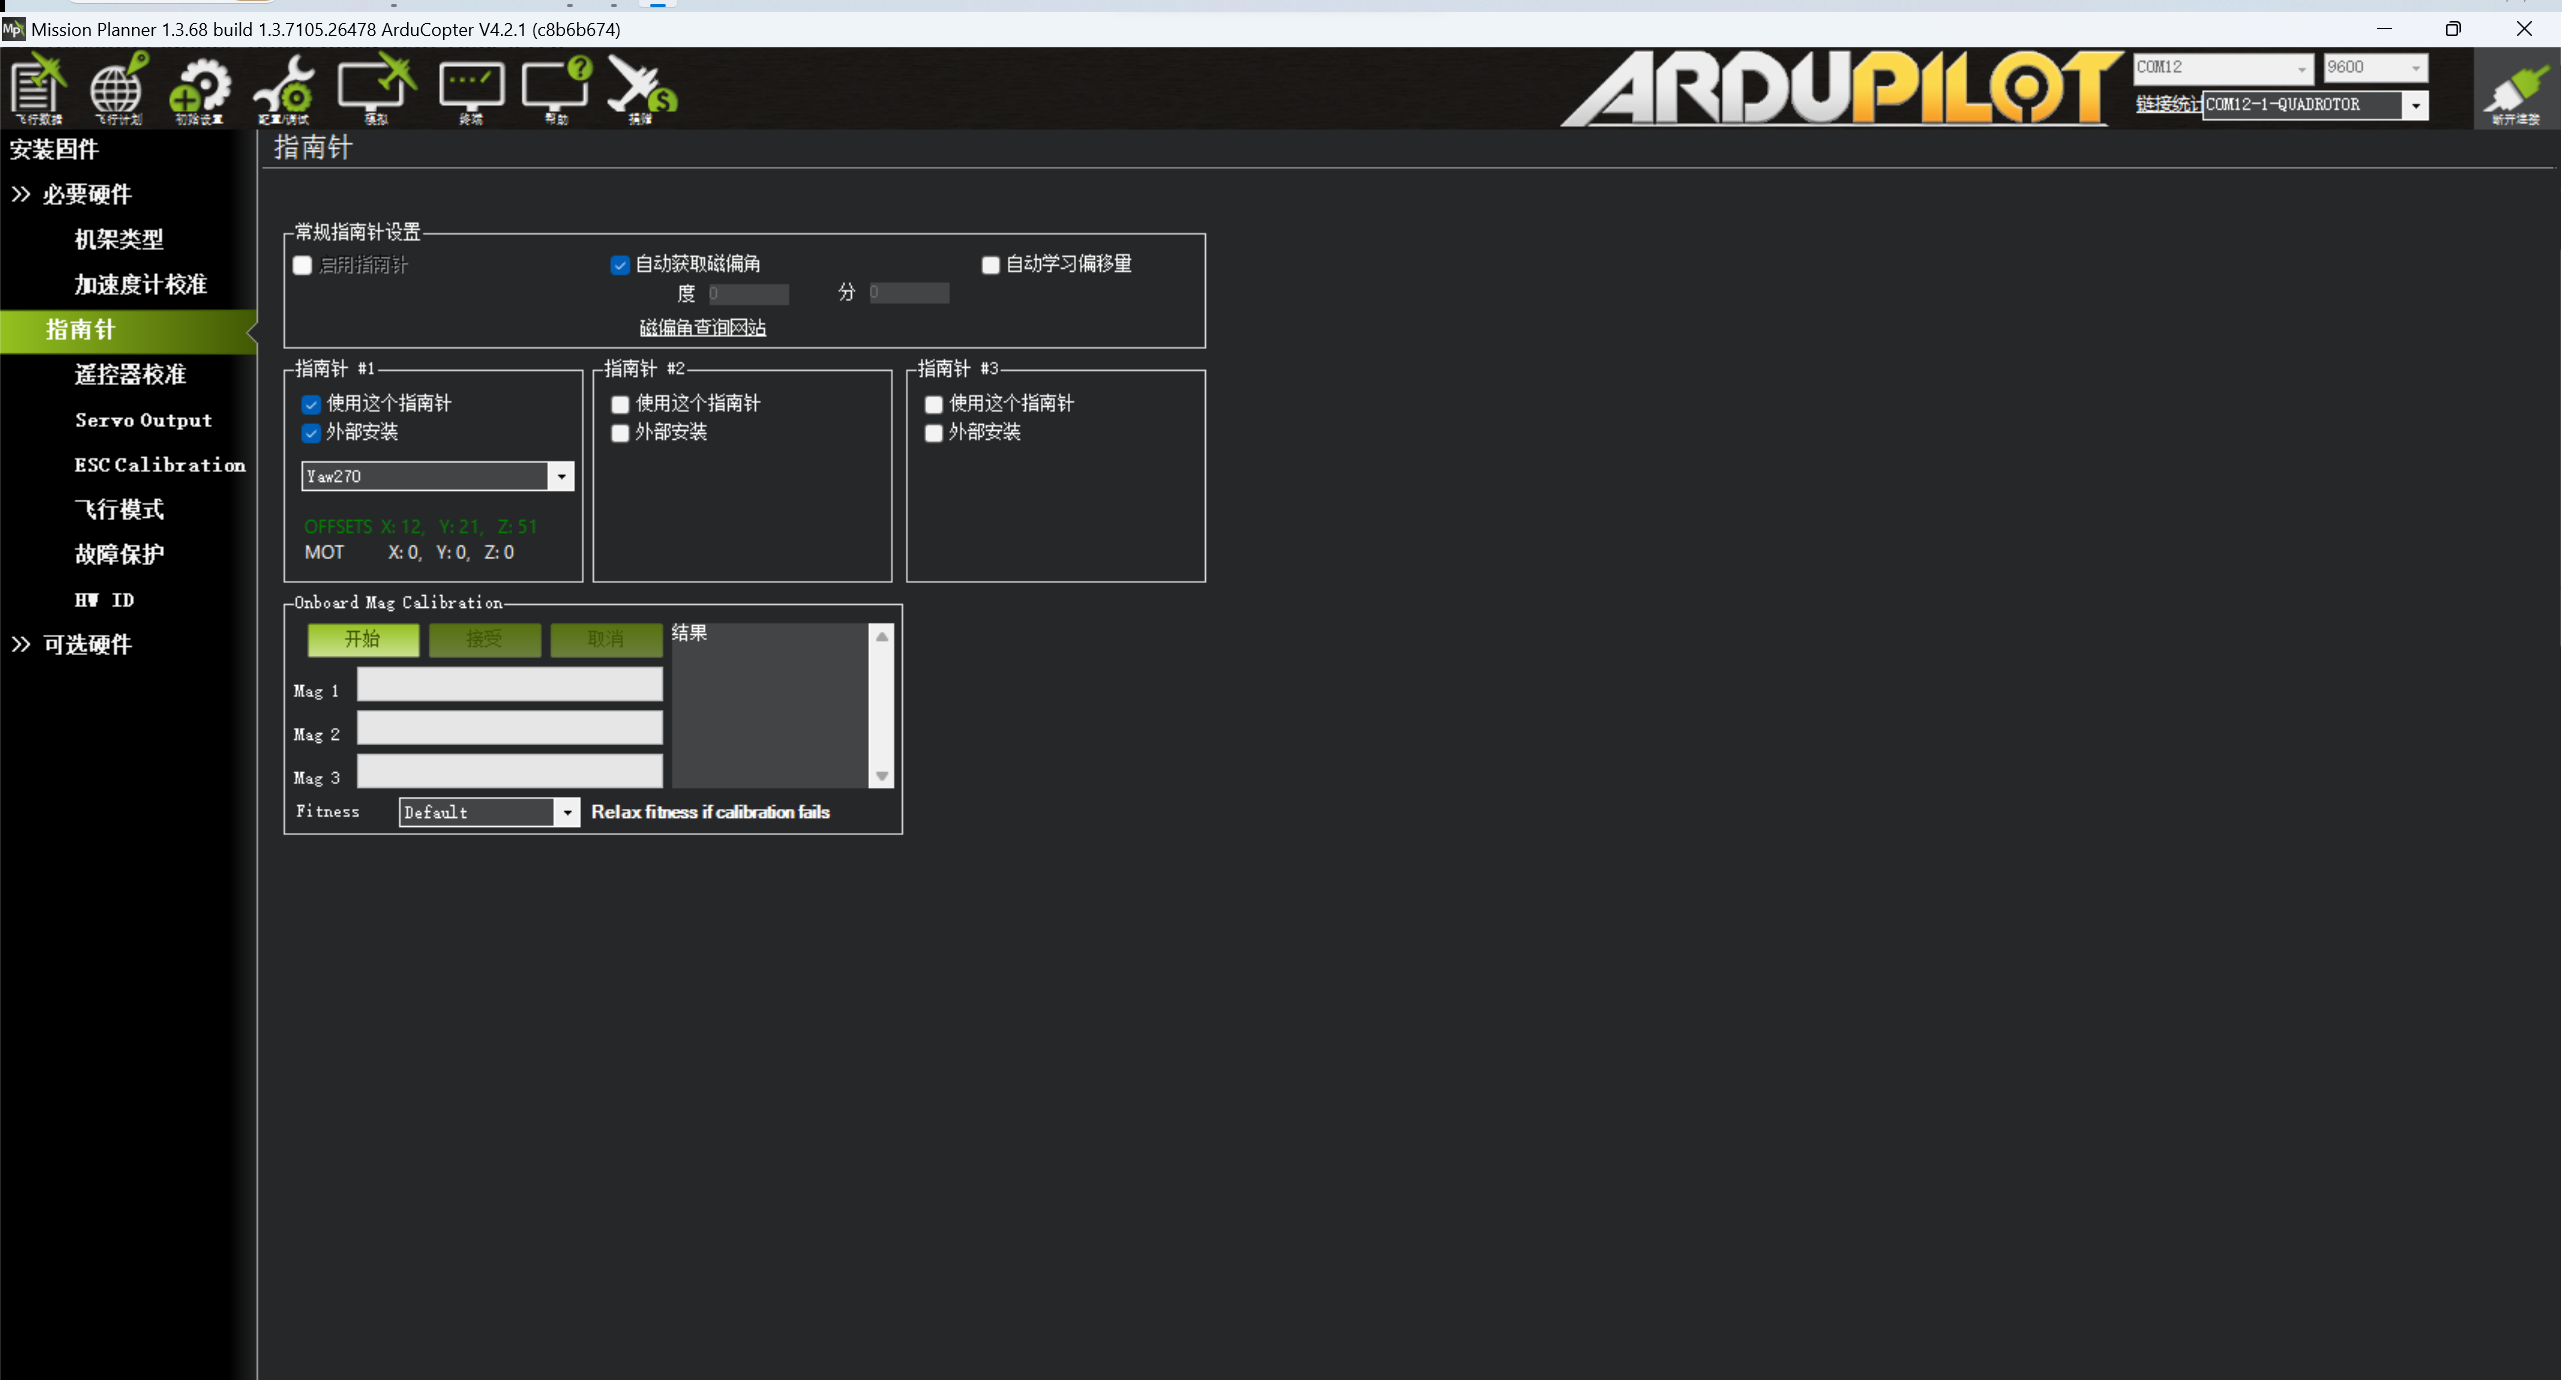 Mission Planner 1.3.68 build 1.3.7105.26478 ArduCopter V4.2.1 (c8b6b674)
飞行数据 飞行计划 初始设置 配置/调试 模拟 终端 帮助 捐赠
ARDUPILOT
COM12 9600
链接统计 COM12-1-QUADROTOR
断开连接
安装固件
>> 必要硬件
机架类型
加速度计校准
指南针
遥控器校准
Servo Output
ESC Calibration
飞行模式
故障保护
HW ID
>> 可选硬件
指南针
常规指南针设置
启用指南针 自动获取磁偏角 自动学习偏移量
度 0 分 0
磁偏角查询网站
指南针 #1
使用这个指南针
外部安装
Yaw270
OFFSETS X: 12, Y: 21, Z: 51
MOT X: 0, Y: 0, Z: 0
指南针 #2
使用这个指南针
外部安装
指南针 #3
使用这个指南针
外部安装
Onboard Mag Calibration
开始 接受 取消
结果
Mag 1
Mag 2
Mag 3
Fitness Default Relax fitness if calibration fails